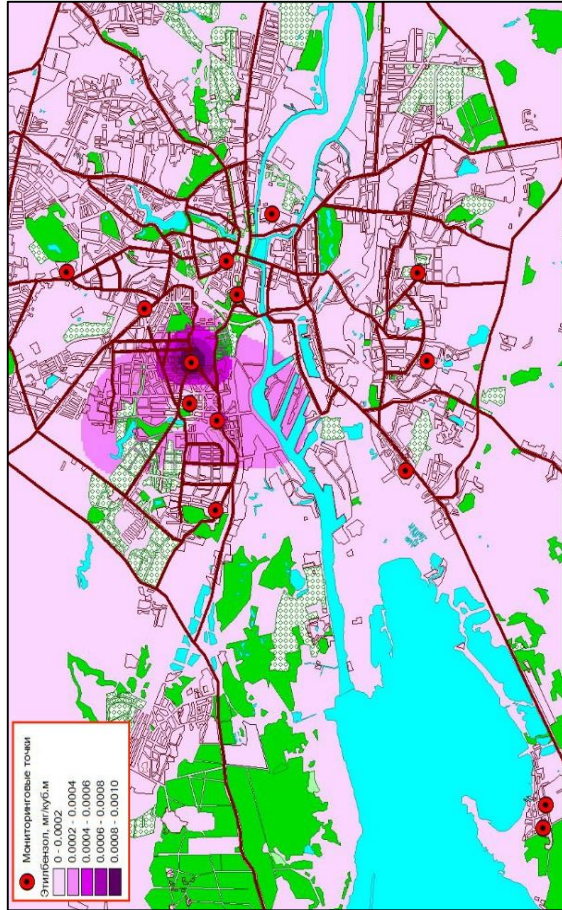 Мониторинговые точки
Этилбензол, мг/куб.м
0 - 0.0002
0.0002 - 0.0004
0.0004 - 0.0006
0.0006 - 0.0008
0.0008 - 0.0010